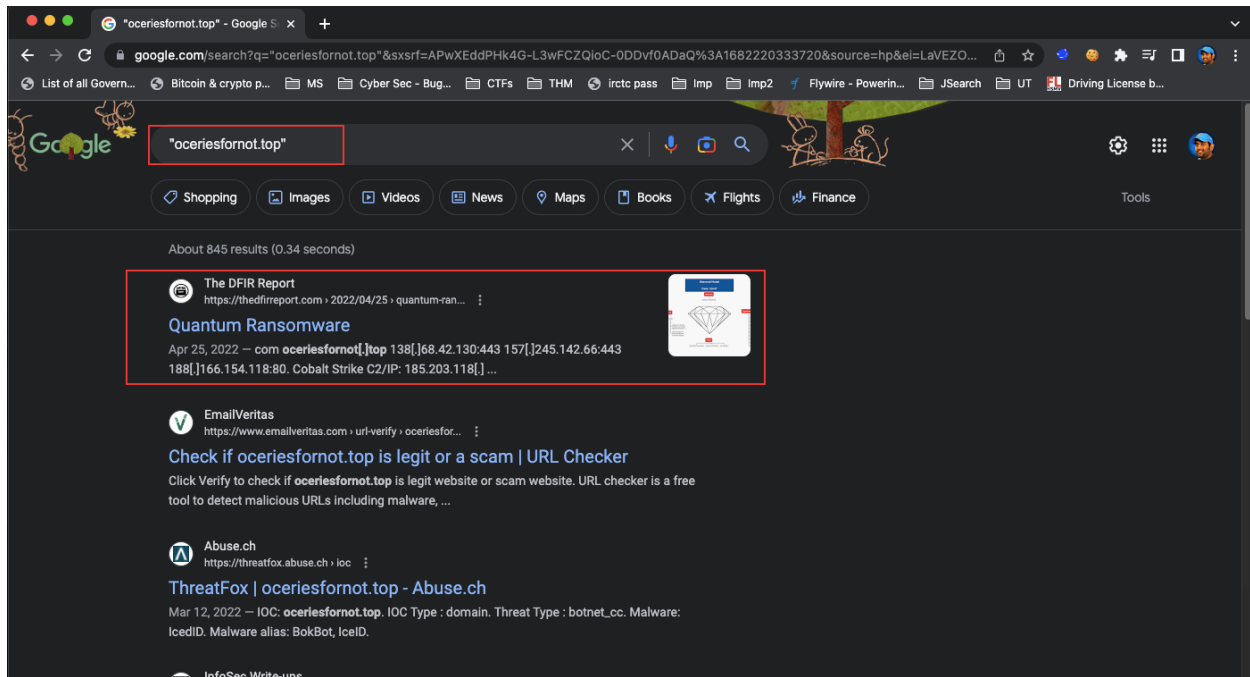 "oceriesfornot.top" - Google S
google.com/search?q="oceriesfornot.top"&sxsrf=APwXEddPHk4G-L3wFCZQioC-0DDvf0ADaQ%3A1682220333720&source=hp&ei=LaVEZO...
List of all Govern... Bitcoin & crypto p... MS Cyber Sec - Bug... CTFs THM irctc pass Imp Imp2 Flywire - Powerin... JSearch UT Driving License b...
Google "oceriesfornot.top"
Shopping Images Videos News Maps Books Flights Finance Tools
About 845 results (0.34 seconds)
The DFIR Report
https://thedfirreport.com › 2022/04/25 › quantum-ran...
Quantum Ransomware
Apr 25, 2022 — com oceriesfornot[.]top 138[.]68.42.130:443 157[.]245.142.66:443
188[.]166.154.118:80. Cobalt Strike C2/IP: 185.203.118[.] ...
EmailVeritas
https://www.emailveritas.com › url-verify › oceriesfor...
Check if oceriesfornot.top is legit or a scam | URL Checker
Click Verify to check if oceriesfornot.top is legit website or scam website. URL checker is a free
tool to detect malicious URLs including malware, ...
Abuse.ch
https://threatfox.abuse.ch › ioc
ThreatFox | oceriesfornot.top - Abuse.ch
Mar 12, 2022 — IOC: oceriesfornot.top. IOC Type : domain. Threat Type : botnet_cc. Malware:
IcedID. Malware alias: BokBot, IceID.
InfoSec Write-ups